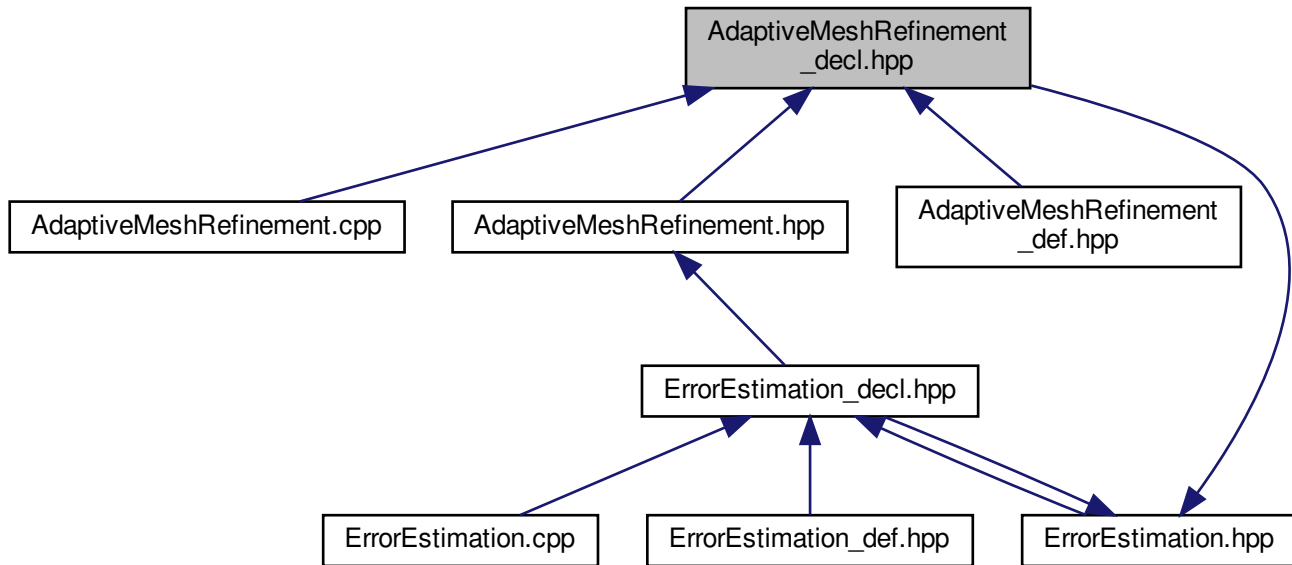 AdaptiveMeshRefinement
_decl.hpp
AdaptiveMeshRefinement.cpp
AdaptiveMeshRefinement.hpp
AdaptiveMeshRefinement
_def.hpp
ErrorEstimation_decl.hpp
ErrorEstimation.cpp
ErrorEstimation_def.hpp
ErrorEstimation.hpp